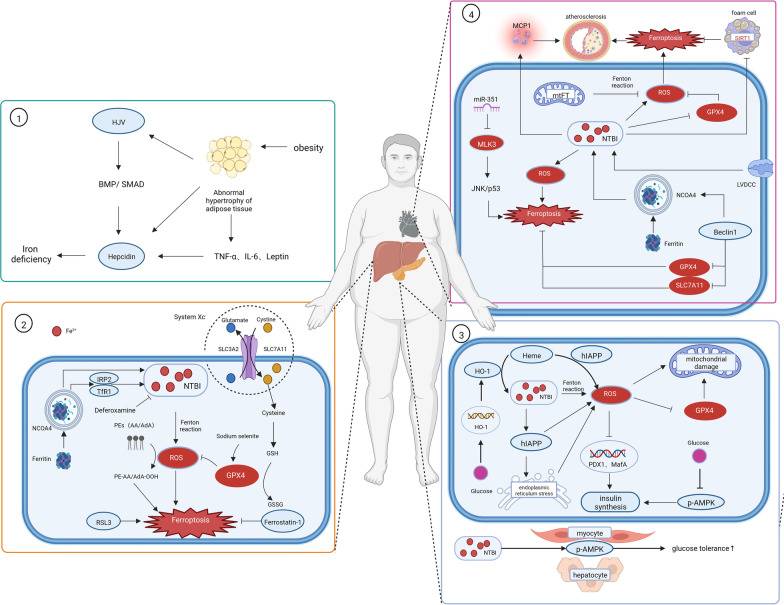 1
HJV
obesity
BMP/ SMAD
Abnormal
hypertrophy of
adipose tissue
Iron
deficiency
Hepcidin
TNF-α、IL-6、Leptin
2
Fe²⁺
System Xc
Glutamate
Cystine
SLC3A2
SLC7A11
IRP2
TfR1
NTBI
NCOA4
Deferoxamine
Cysteine
PEs (AA/AdA)
Fenton
reaction
Sodium selenite
GSH
Ferritin
ROS
GPX4
PE-AA/AdA-OOH
GSSG
RSL3
Ferroptosis
Ferrostatin-1
4
MCP1
atherosclerosis
foam cell
Ferroptosis
SIRT1
Fenton
reaction
mtFT
ROS
miR-351
GPX4
NTBI
MLK3
ROS
LVDCC
JNK/p53
NCOA4
Ferroptosis
Beclin1
Ferritin
GPX4
SLC7A11
3
Heme
hIAPP
mitochondrial
damage
HO-1
Fenton
reaction
NTBI
ROS
GPX4
HO-1
hIAPP
Glucose
PDX1、MafA
Glucose
endoplasmic
reticulum stress
insulin
synthesis
p-AMPK
myocyte
NTBI
p-AMPK
glucose tolerance↑
hepatocyte